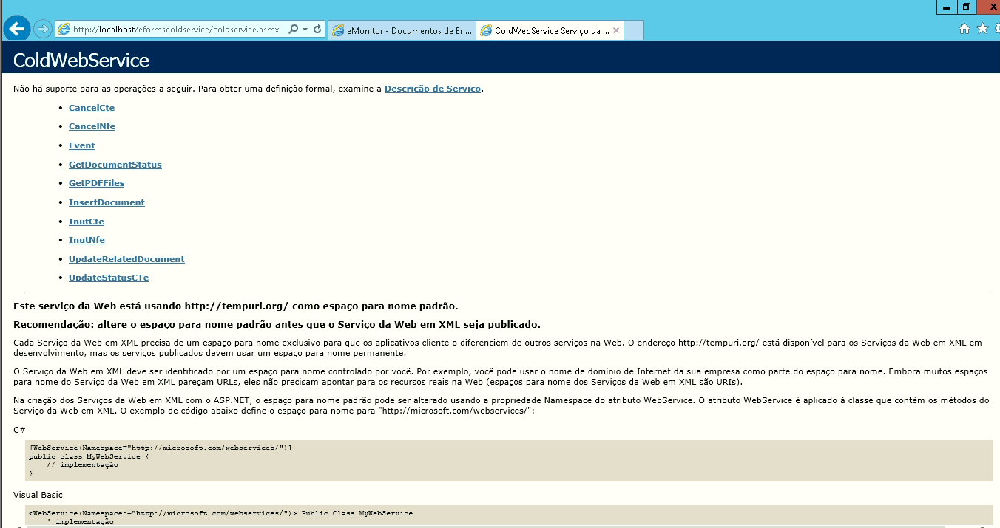 http://localhost/eformscoldservice/coldservice.asmx
eMonitor - Documentos de En...
ColdWebService Serviço da ...
ColdWebService
Não há suporte para as operações a seguir. Para obter uma definição formal, examine a Descrição de Serviço.
CancelCte
CancelNfe
Event
GetDocumentStatus
GetPDFFiles
InsertDocument
InutCte
InutNfe
UpdateRelatedDocument
UpdateStatusCTe
Este serviço da Web está usando http://tempuri.org/ como espaço para nome padrão.
Recomendação: altere o espaço para nome padrão antes que o Serviço da Web em XML seja publicado.
Cada Serviço da Web em XML precisa de um espaço para nome exclusivo para que os aplicativos cliente o diferenciem de outros serviços na Web. O endereço http://tempuri.org/ está disponível para os Serviços da Web em XML em
desenvolvimento, mas os serviços publicados devem usar um espaço para nome permanente.
O Serviço da Web em XML deve ser identificado por um espaço para nome controlado por você. Por exemplo, você pode usar o nome de domínio de Internet da sua empresa como parte do espaço para nome. Embora muitos espaços
para nome do Serviço da Web em XML pareçam URLs, eles não precisam apontar para os recursos reais na Web (espaços para nome dos Serviços da Web em XML são URIs).
Na criação dos Serviços da Web em XML com o ASP.NET, o espaço para nome padrão pode ser alterado usando a propriedade Namespace do atributo WebService. O atributo WebService é aplicado à classe que contém os métodos do
Serviço da Web em XML. O exemplo de código abaixo define o espaço para nome para "http://microsoft.com/webservices/":
C#
[WebService(Namespace="http://microsoft.com/webservices/")]
public class MyWebService {
// implementação
}
Visual Basic
<WebService(Namespace:="http://microsoft.com/webservices/")> Public Class MyWebService
' implementação